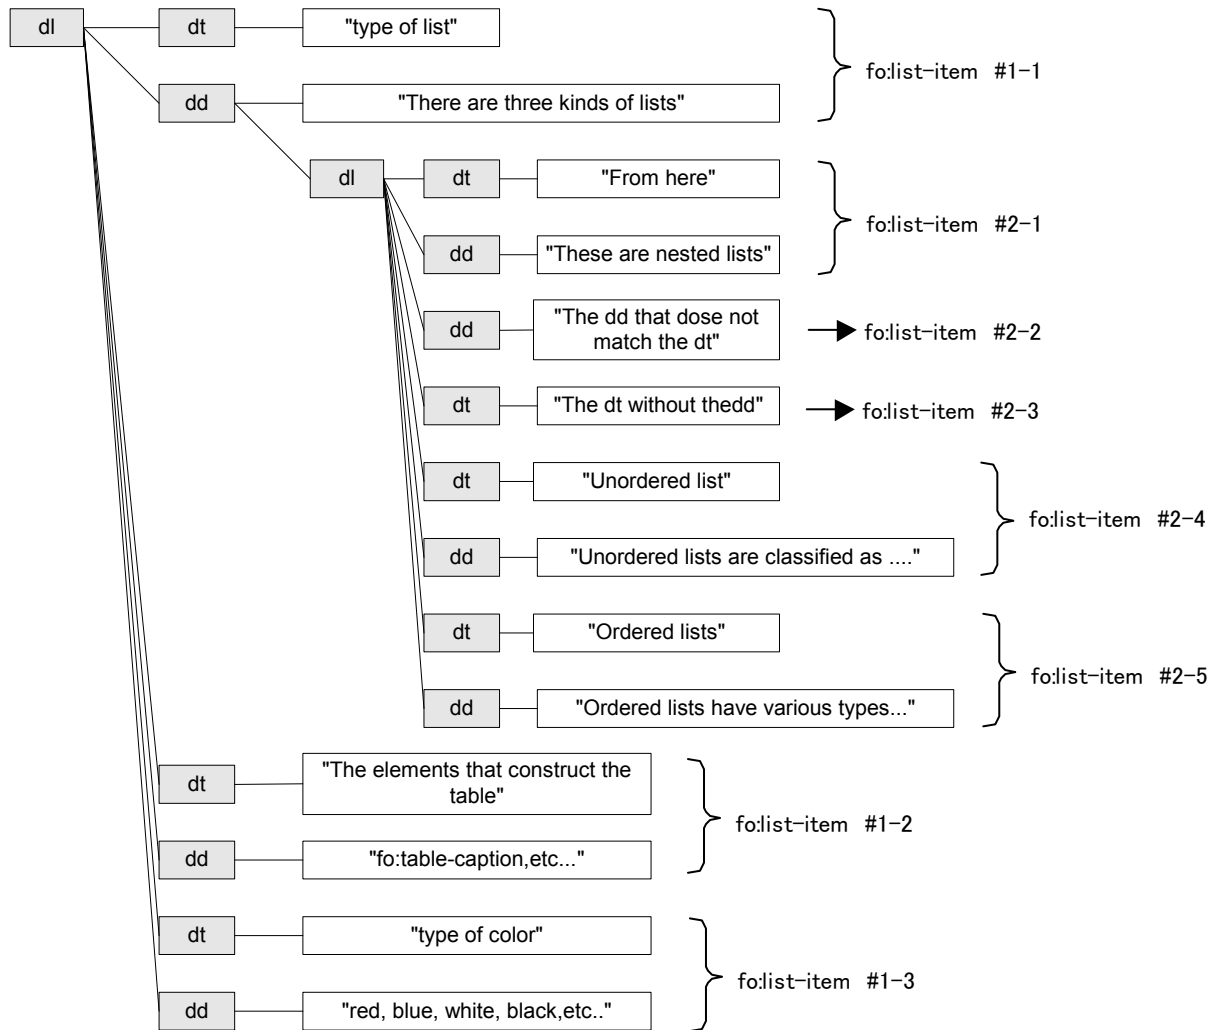 dl
dt
"type of list"
fo:list-item #1-1
dd
"There are three kinds of lists"
dl
dt
"From here"
fo:list-item #2-1
dd
"These are nested lists"
dd
"The dd that dose not
match the dt"
fo:list-item #2-2
dt
"The dt without thedd"
fo:list-item #2-3
dt
"Unordered list"
fo:list-item #2-4
dd
"Unordered lists are classified as ...."
dt
"Ordered lists"
fo:list-item #2-5
dd
"Ordered lists have various types..."
dt
"The elements that construct the
table"
fo:list-item #1-2
dd
"fo:table-caption,etc..."
dt
"type of color"
fo:list-item #1-3
dd
"red, blue, white, black,etc.."